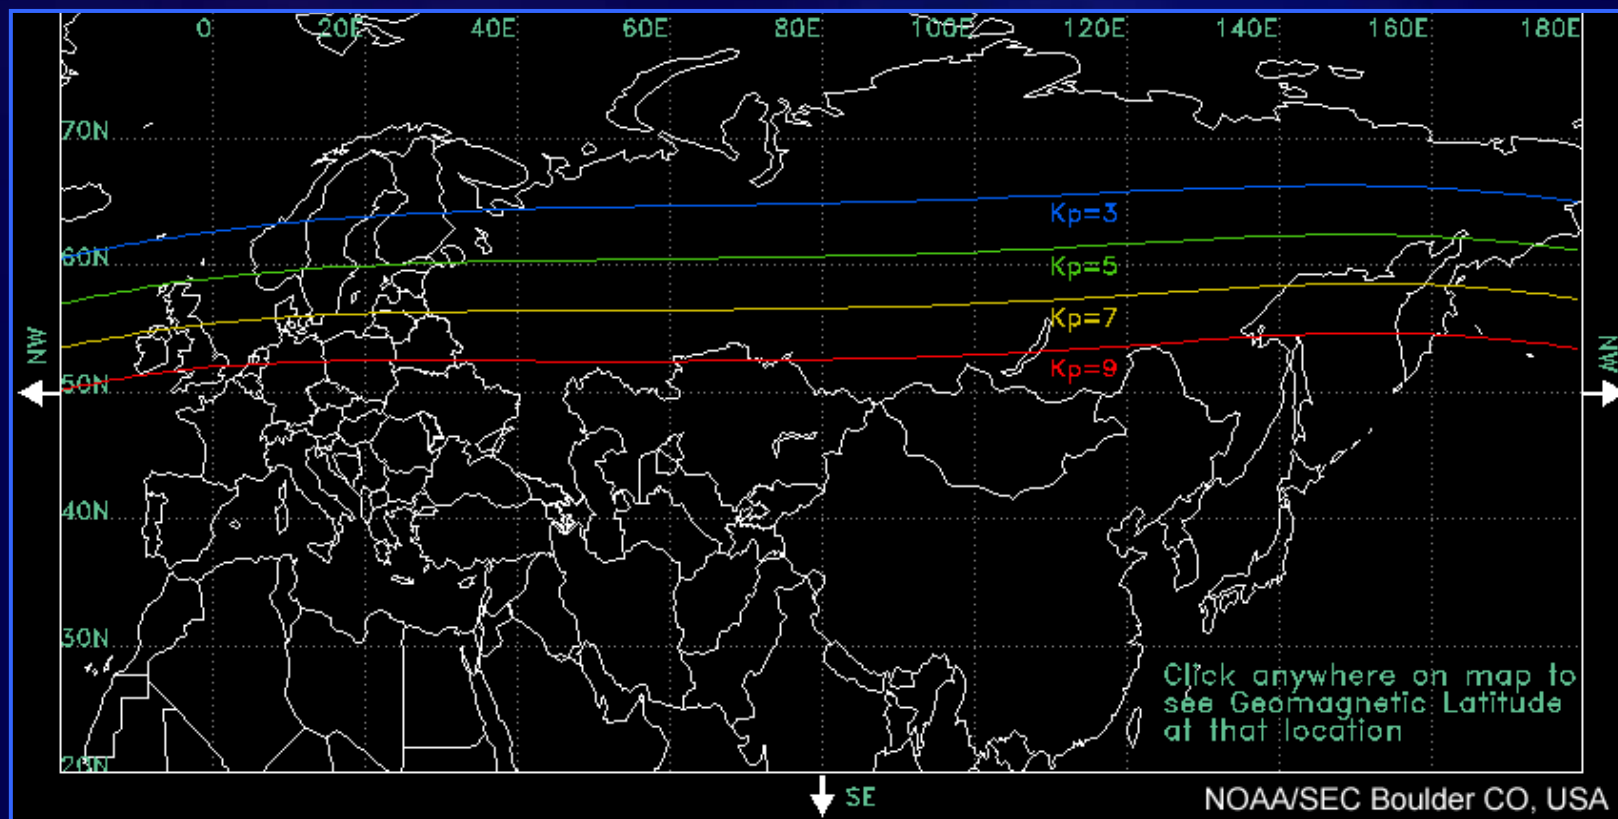 0 20E 40E 60E 80E 100E 120E 140E 160E 180E
70N
Kp=3
60N
Kp=5
Kp=7
NW
NW
Kp=9
50N
40N
30N
Click anywhere on map to
see Geomagnetic Latitude
at that location
20N
SE
NOAA/SEC Boulder CO, USA